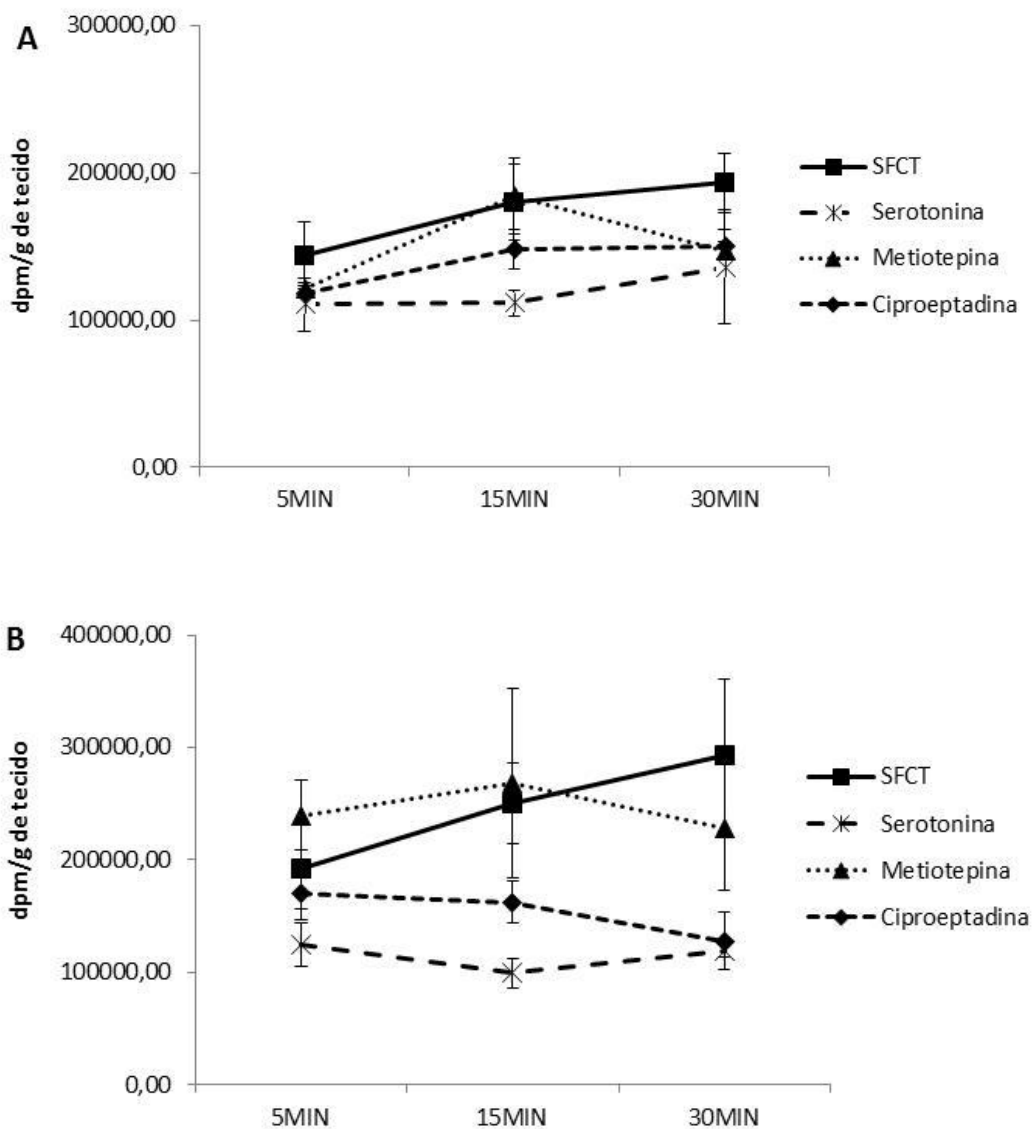 A
dpm/g de tecido
300000,00
200000,00
100000,00
0,00
5MIN
15MIN
30MIN
SFCT
Serotonina
Metiotepina
Ciproeptadina
B
dpm/g de tecido
400000,00
300000,00
200000,00
100000,00
0,00
5MIN
15MIN
30MIN
SFCT
Serotonina
Metiotepina
Ciproeptadina